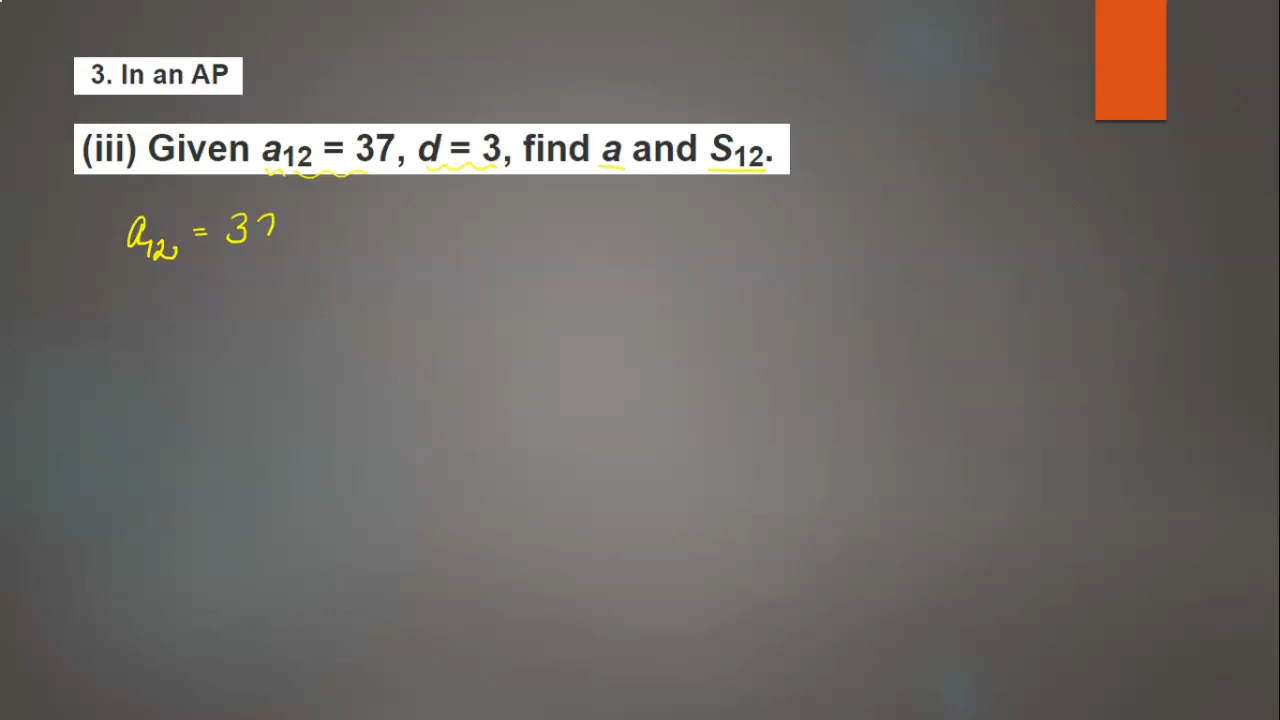 3. In an AP
(iii) Given a₁₂ = 37, d = 3, find a and S₁₂.
a₁₂ = 37